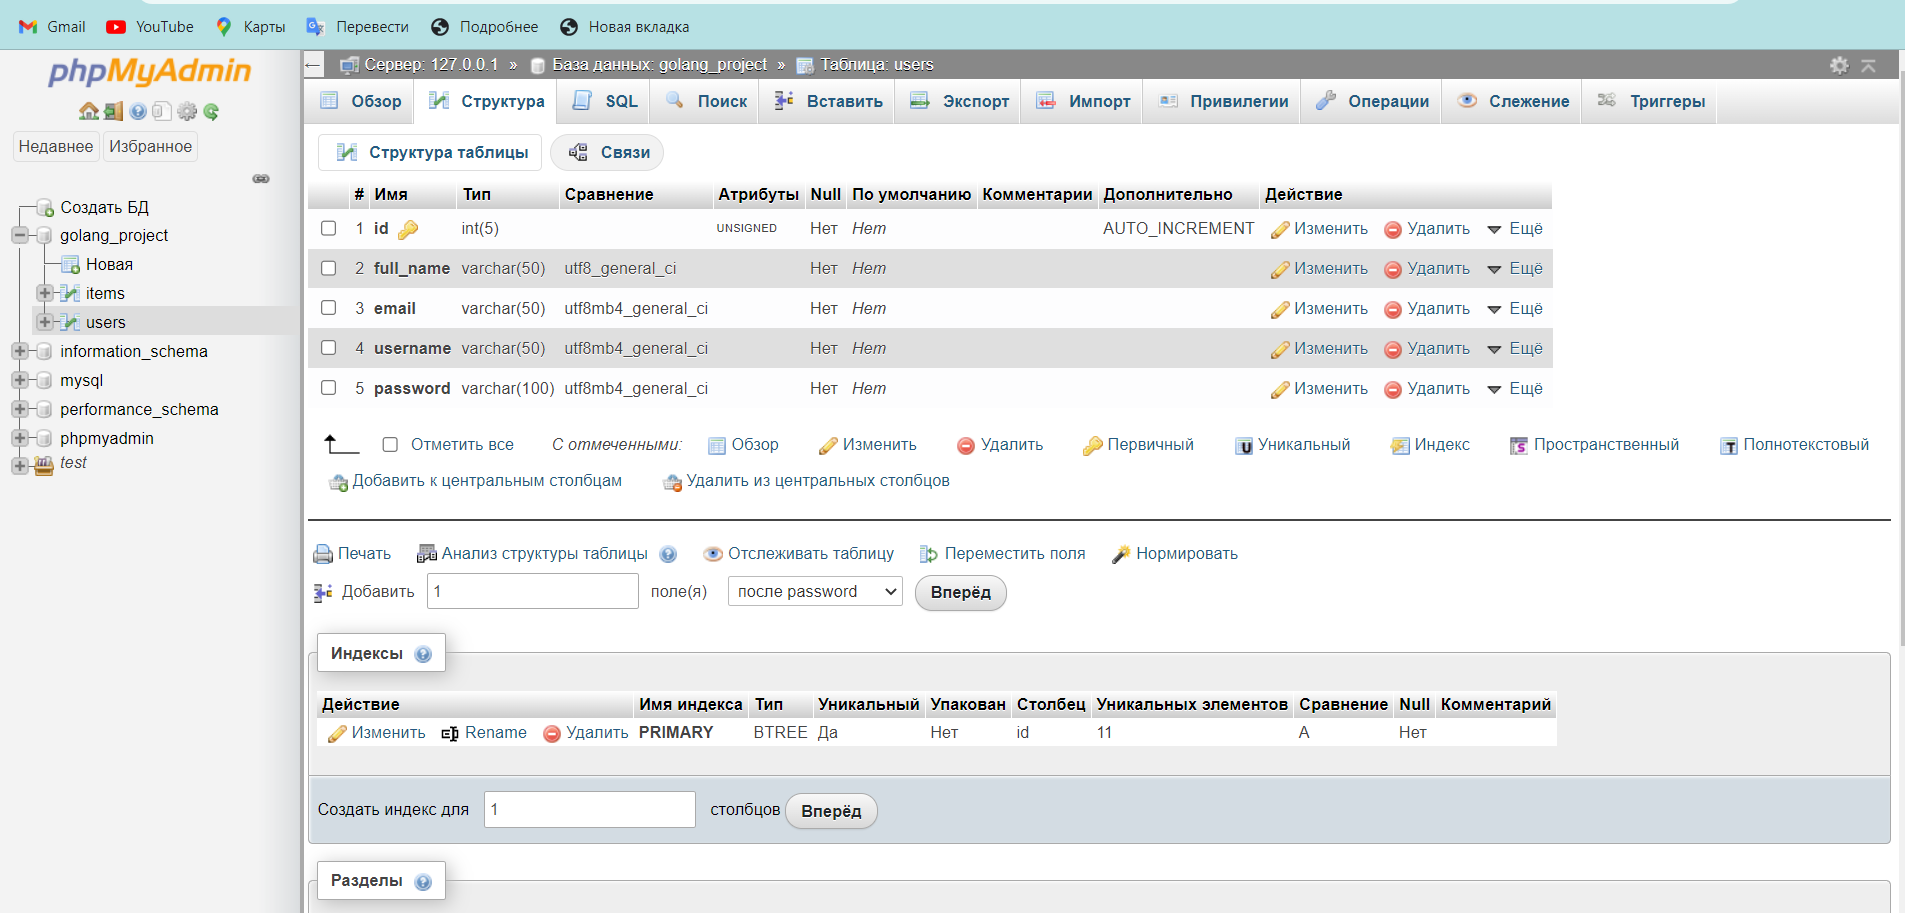 Gmail YouTube Карты Перевести Подробнее Новая вкладка
phpMyAdmin
Недавнее Избранное
Создать БД
golang_project
Новая
items
users
information_schema
mysql
performance_schema
phpmyadmin
test
← Сервер: 127.0.0.1 » База данных: golang_project » Таблица: users
Обзор Структура SQL Поиск Вставить Экспорт Импорт Привилегии Операции Слежение Триггеры
Структура таблицы Связи
# Имя Тип Сравнение Атрибуты Null По умолчанию Комментарии Дополнительно Действие
1 id int(5) UNSIGNED Нет Нет AUTO_INCREMENT Изменить Удалить Ещё
2 full_name varchar(50) utf8_general_ci Нет Нет Изменить Удалить Ещё
3 email varchar(50) utf8mb4_general_ci Нет Нет Изменить Удалить Ещё
4 username varchar(50) utf8mb4_general_ci Нет Нет Изменить Удалить Ещё
5 password varchar(100) utf8mb4_general_ci Нет Нет Изменить Удалить Ещё
Отметить все С отмеченными: Обзор Изменить Удалить Первичный Уникальный Индекс Пространственный Полнотекстовый
Добавить к центральным столбцам Удалить из центральных столбцов
Печать Анализ структуры таблицы Отслеживать таблицу Переместить поля Нормировать
Добавить 1 поле(я) после password Вперёд
Индексы
Действие Имя индекса Тип Уникальный Упакован Столбец Уникальных элементов Сравнение Null Комментарий
Изменить Rename Удалить PRIMARY BTREE Да Нет id 11 A Нет
Создать индекс для 1 столбцов Вперёд
Разделы